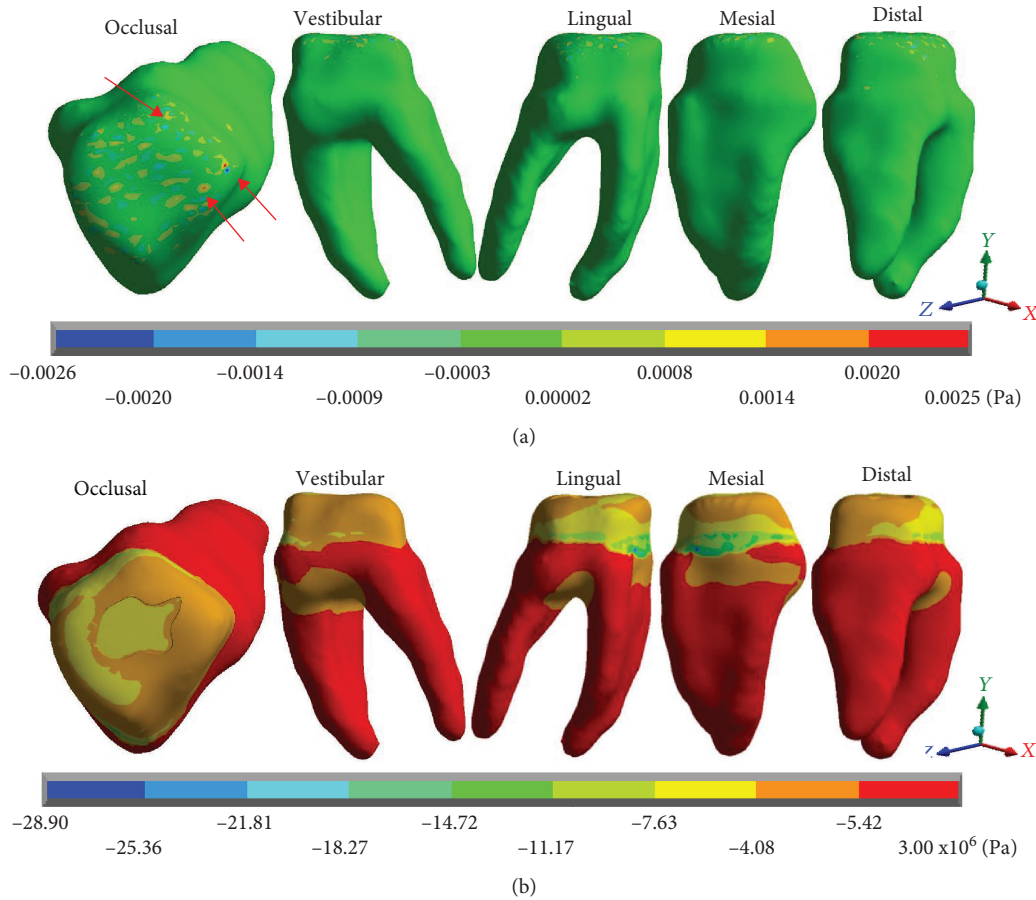 Occlusal Vestibular Lingual Mesial Distal
Y
Z X
−0.0026 −0.0014 −0.0003 0.0008 0.0020
−0.0020 −0.0009 0.00002 0.0014 0.0025 (Pa)
(a)
Occlusal Vestibular Lingual Mesial Distal
Y
Z X
−28.90 −21.81 −14.72 −7.63 −5.42
−25.36 −18.27 −11.17 −4.08 3.00 x10⁶ (Pa)
(b)